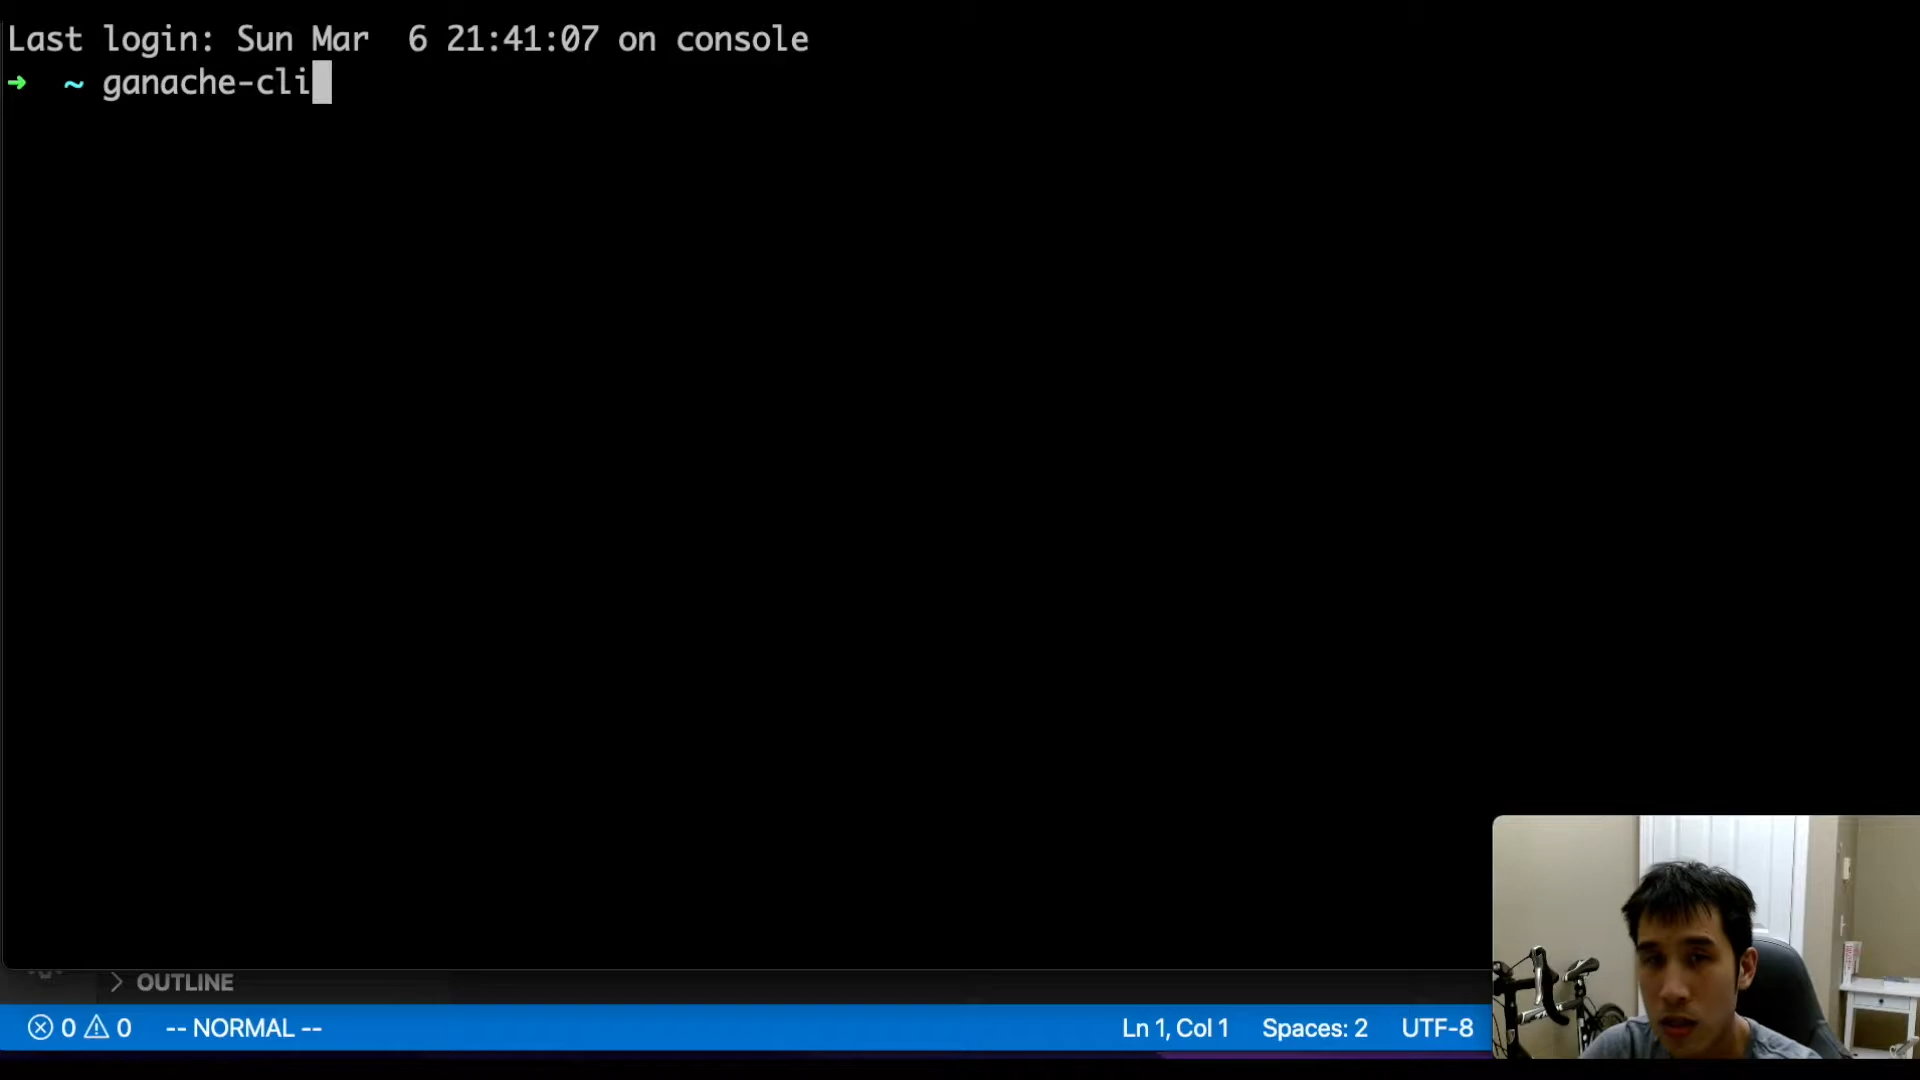 Last login: Sun Mar  6 21:41:07 on console
➜  ~ ganache-cli
> OUTLINE
0 0 -- NORMAL -- Ln 1, Col 1 Spaces: 2 UTF-8